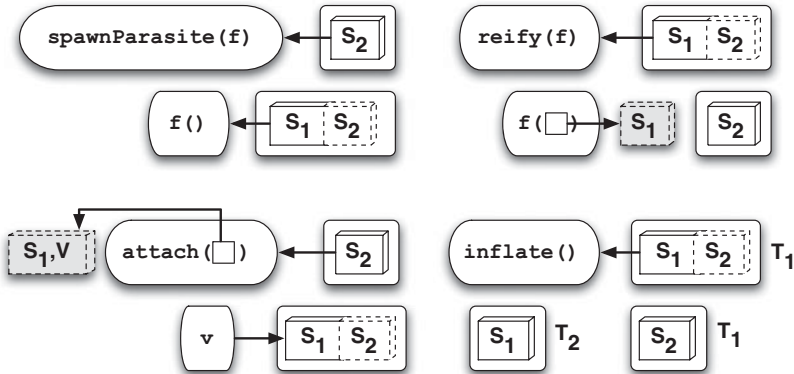 spawnParasite(f) S2
reify(f) S1 S2
f() S1 S2
f( ) S1 S2
S1,V attach( ) S2
inflate() S1 S2 T1
v S1 S2
S1 T2 S2 T1